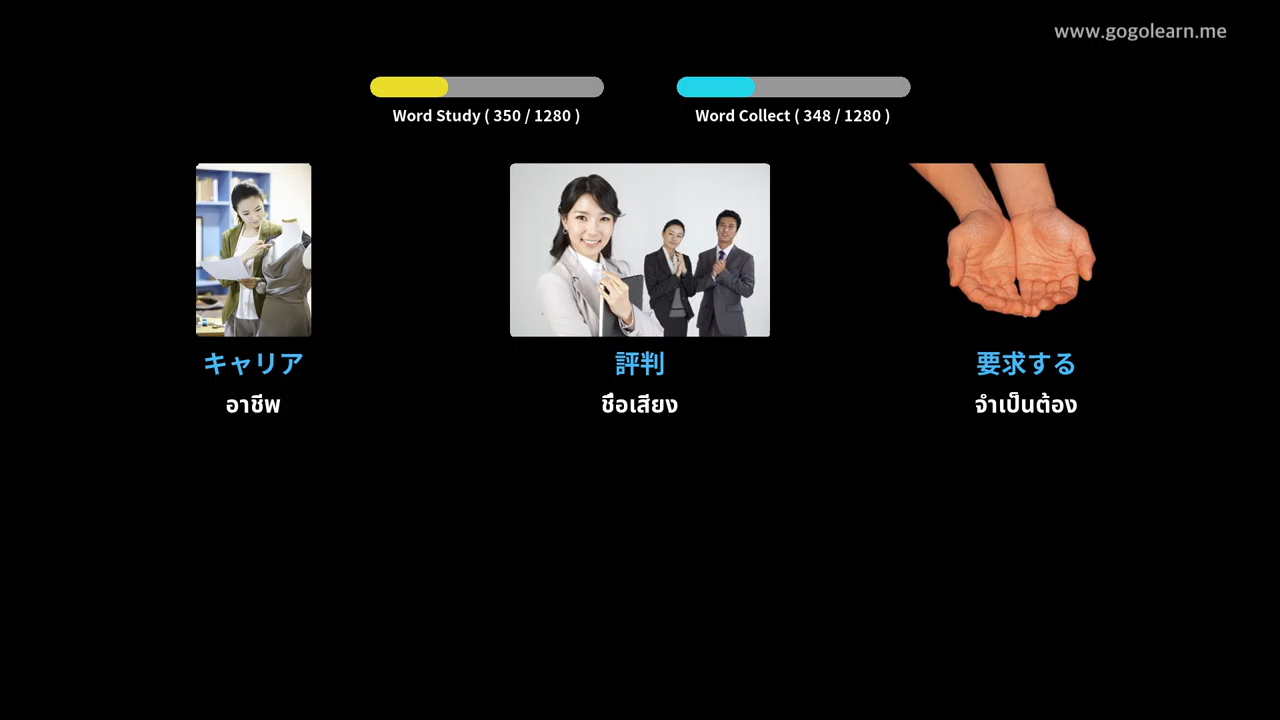 www.gogolearn.me
Word Study ( 350 / 1280 )
Word Collect ( 348 / 1280 )
キャリア
評判
要求する
อาชีพ
ชื่อเสียง
จำเป็นต้อง